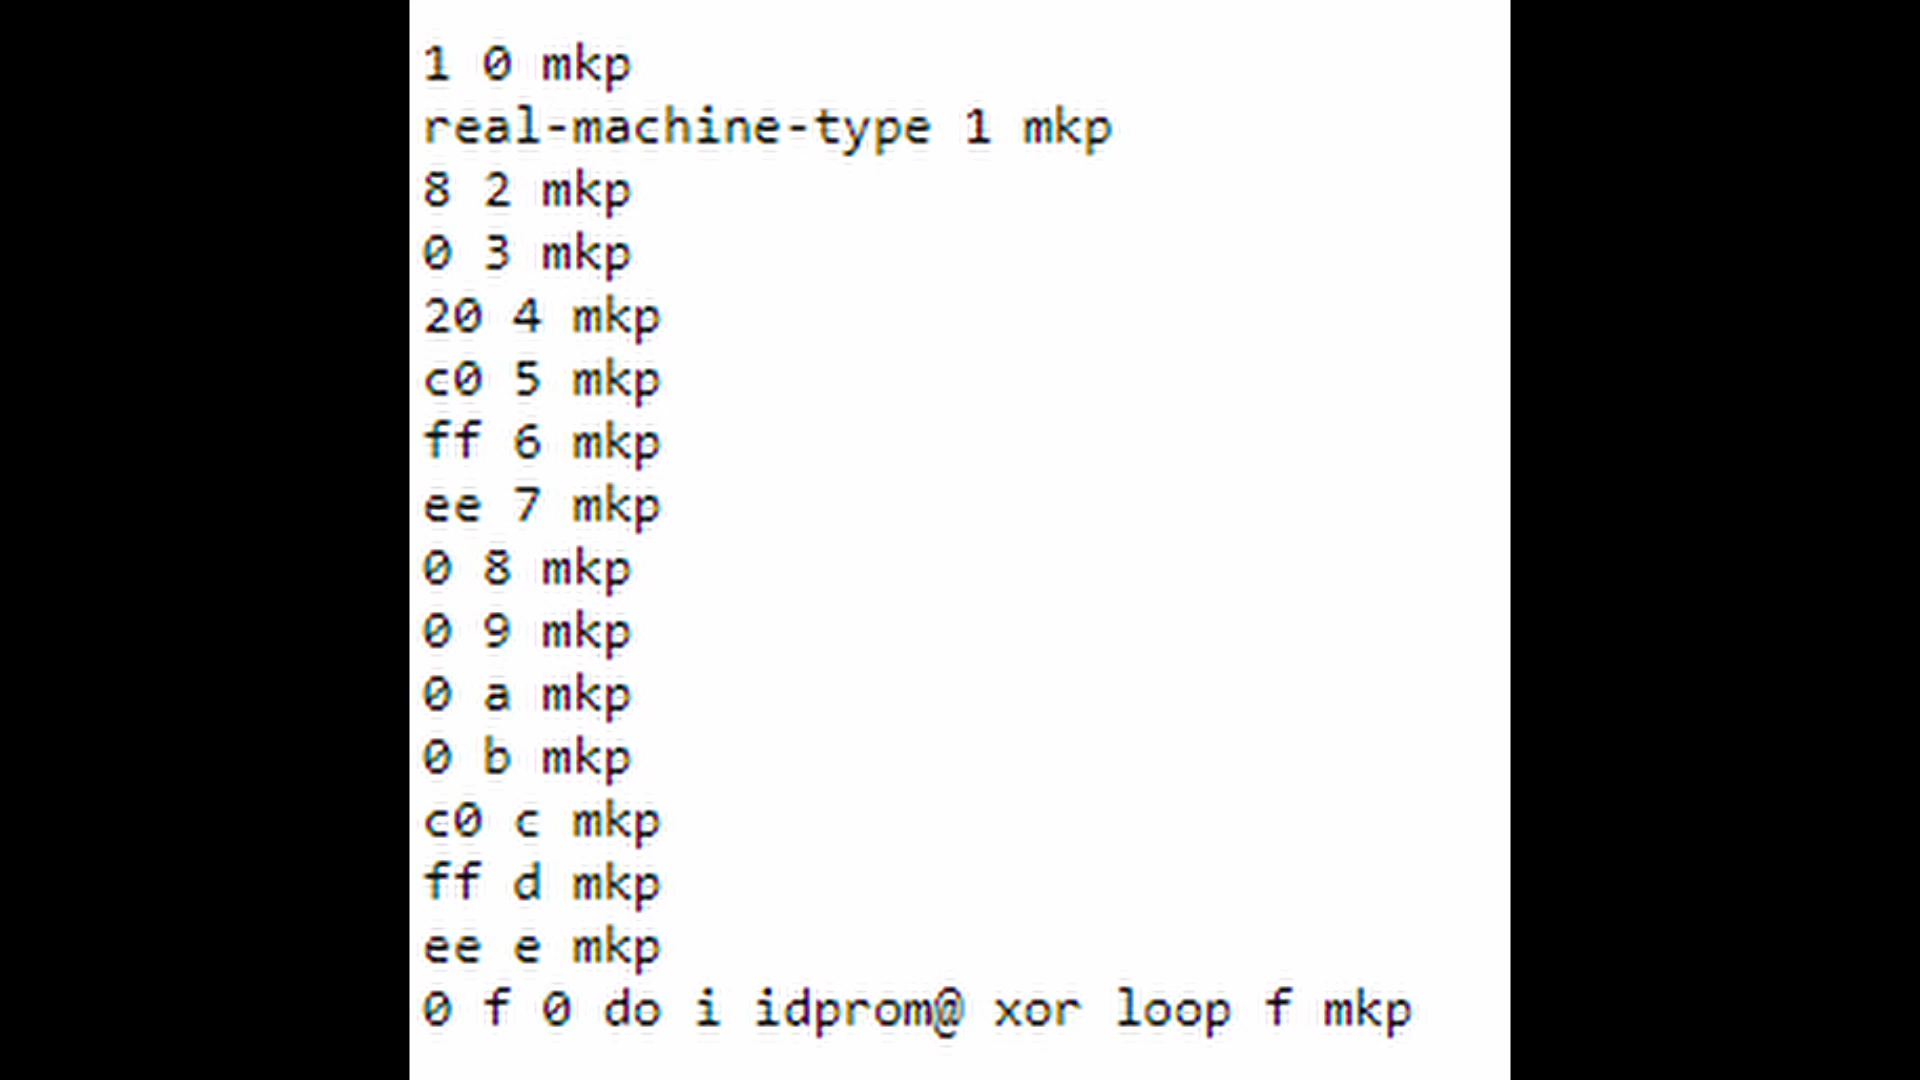 1 0 mkp
real-machine-type 1 mkp
8 2 mkp
0 3 mkp
20 4 mkp
c0 5 mkp
ff 6 mkp
ee 7 mkp
0 8 mkp
0 9 mkp
0 a mkp
0 b mkp
c0 c mkp
ff d mkp
ee e mkp
0 f 0 do i idprom@ xor loop f mkp